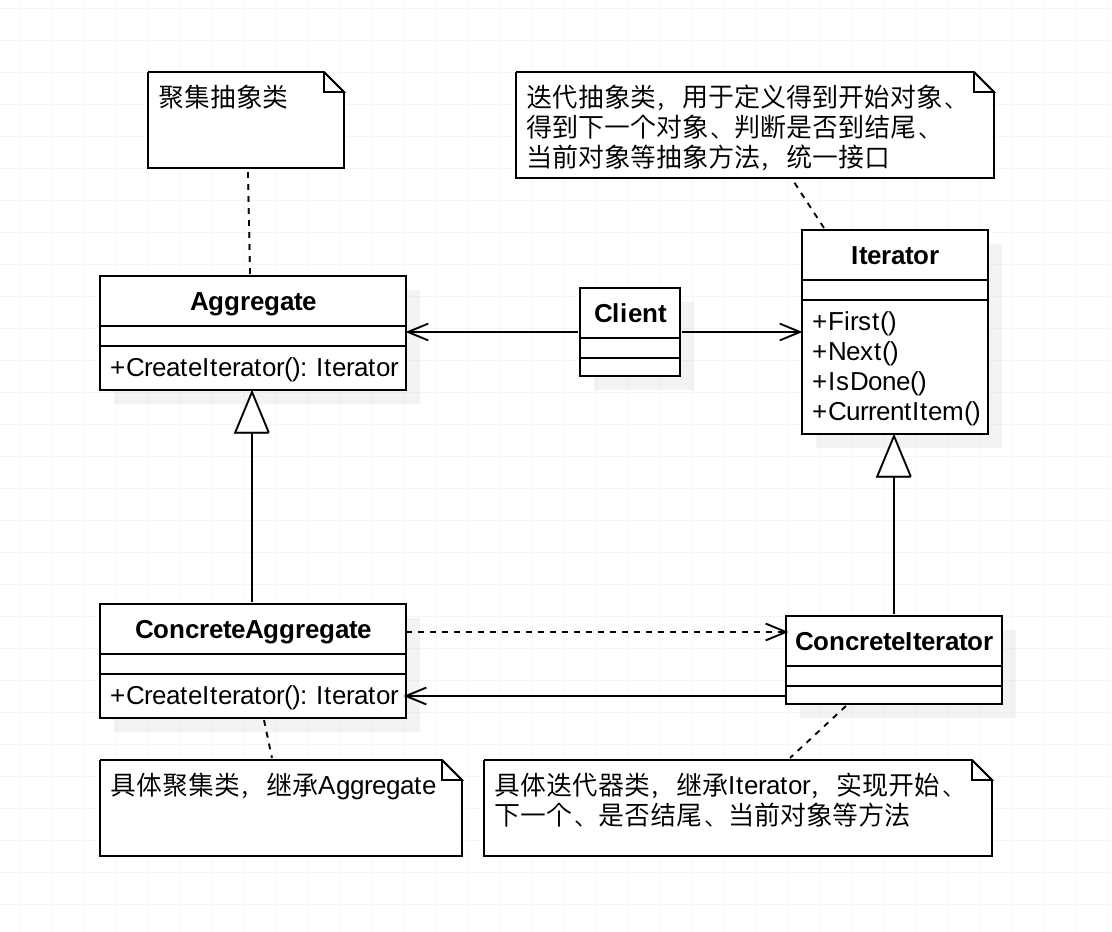 聚集抽象类
迭代抽象类，用于定义得到开始对象、
得到下一个对象、判断是否到结尾、
当前对象等抽象方法，统一接口
Aggregate
+CreateIterator(): Iterator
Client
Iterator
+First()
+Next()
+IsDone()
+CurrentItem()
ConcreteAggregate
+CreateIterator(): Iterator
ConcreteIterator
具体聚集类，继承Aggregate
具体迭代器类，继承Iterator，实现开始、
下一个、是否结尾、当前对象等方法